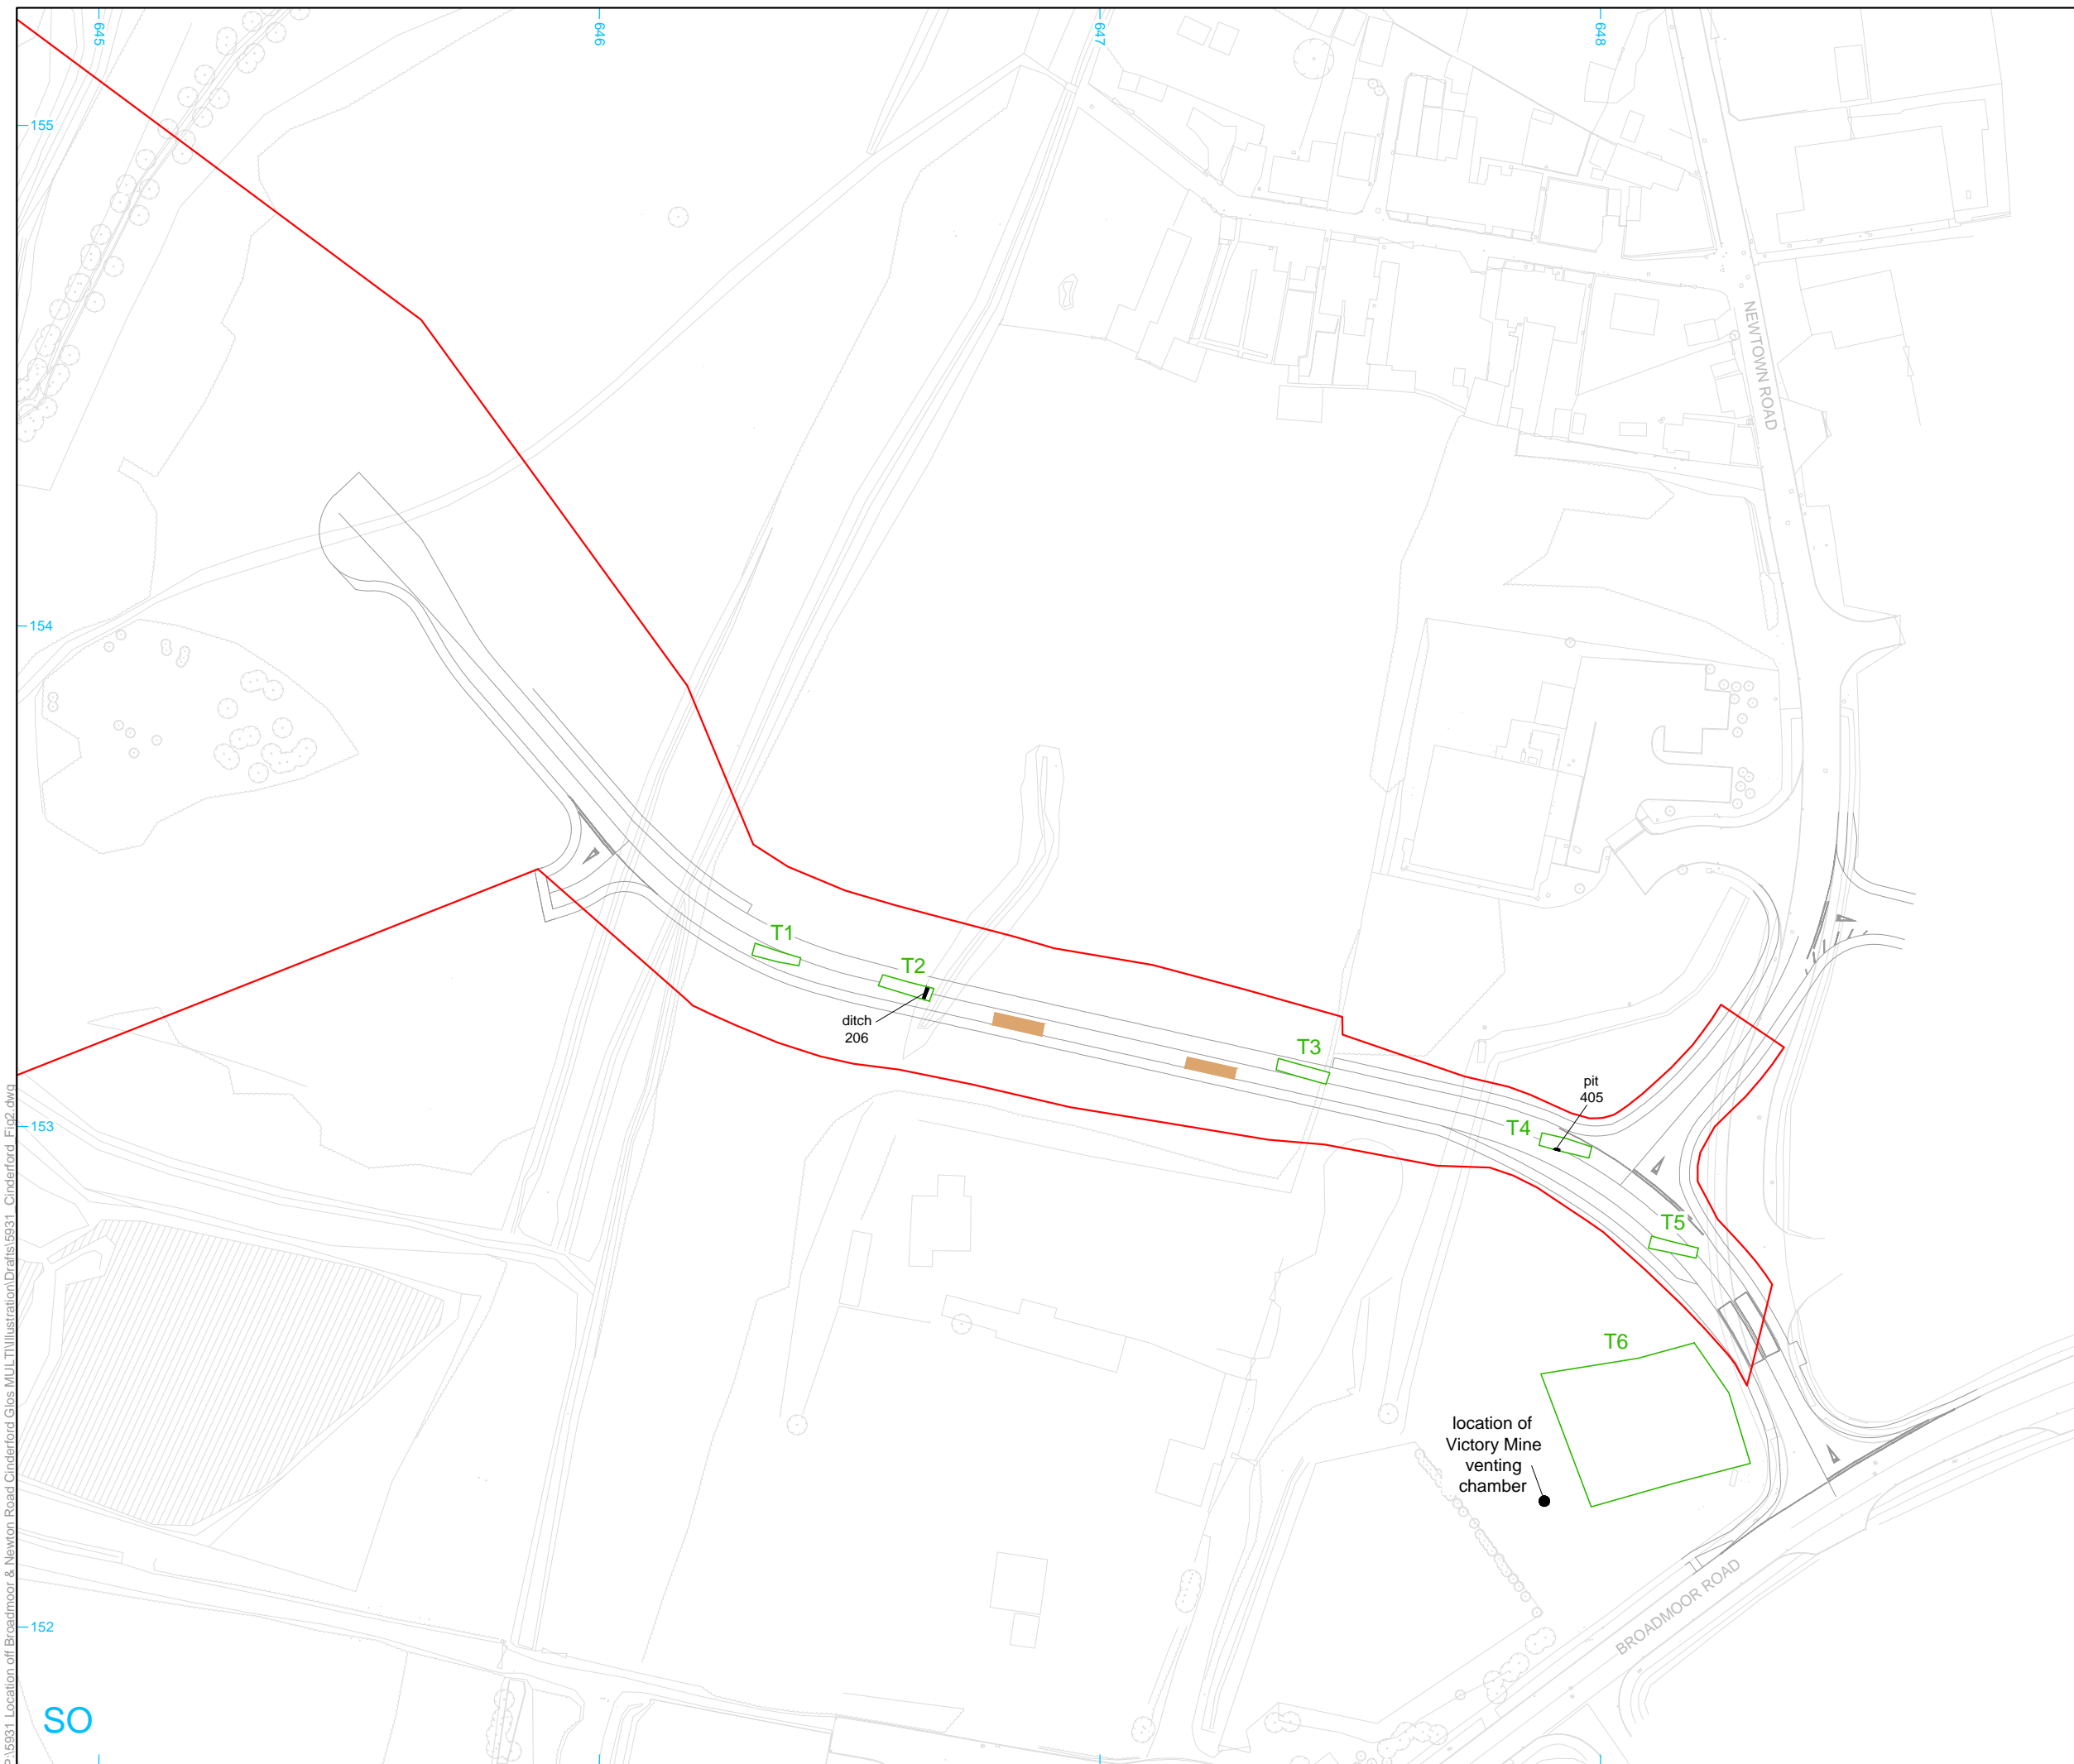 645
646
647
648
155
NEWTOWN ROAD
154
T1
T2
ditch
206
T3
pit
405
153
T4
T5
T6
location of
Victory Mine
venting
chamber
BROADMOOR ROAD
152
SO
P:\5931 Location off Broadmoor & Newton Road Cinderford Glos MULTI\Illustration\Drafts\5931_Cinderford_Fig2.dwg